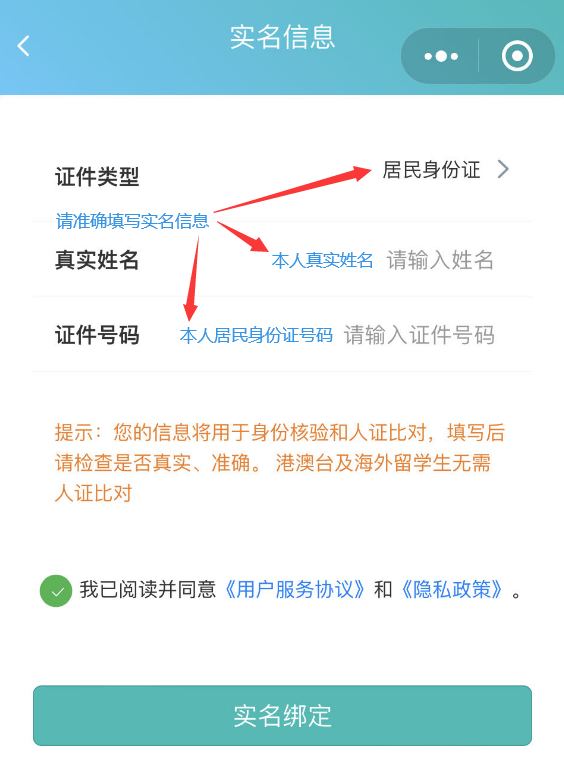 实名信息
证件类型
居民身份证
请准确填写实名信息
真实姓名 本人真实姓名 请输入姓名
证件号码 本人居民身份证号码 请输入证件号码
提示：您的信息将用于身份核验和人证比对，填写后
请检查是否真实、准确。 港澳台及海外留学生无需
人证比对
我已阅读并同意《用户服务协议》和《隐私政策》。
实名绑定